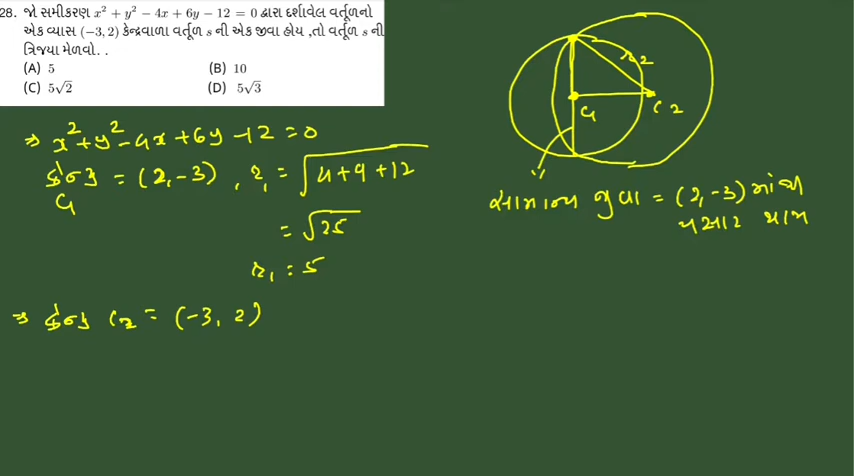 28. જો સમીકરણ x² + y² − 4x + 6y − 12 = 0 દ્વારા દર્શાવેલ વર્તૂળનો
એક વ્યાસ (−3, 2) કેન્દ્રવાળા વર્તૂળ s ની એક જીવા હોય ,તો વર્તૂળ s ની
ત્રિજ્યા મેળવો. .
(A) 5 (B) 10
(C) 5√2 (D) 5√3
⇒ x² + y² − 4x + 6y − 12 = 0
કેન્દ્ર = (2, −3) , r₁ = √4 + 9 + 12
C₁
= √25
r₁ = 5
⇒ કેન્દ્ર C₂ = (−3, 2)
r₂
C₁ C₂
સામાન્ય જીવા = (2, −3) માંથી
પસાર થાય